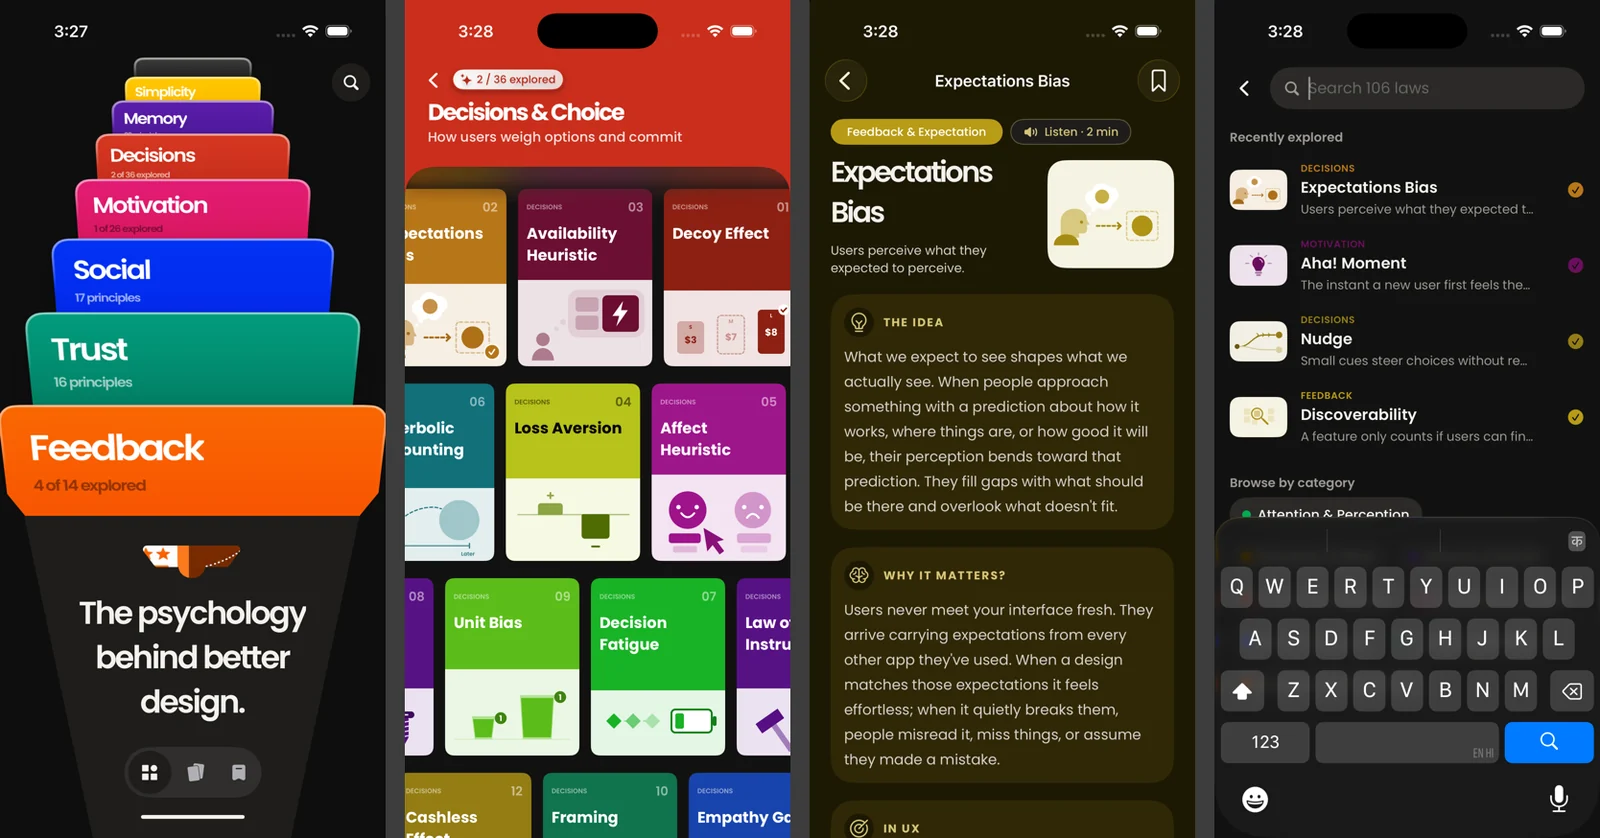 3:27
Simplicity
Memory
Decisions
2 of 36 explored
Motivation
1 of 26 explored
Social
17 principles
Trust
16 principles
Feedback
4 of 14 explored
The psychology
behind better
design.
3:28
2 / 36 explored
Decisions & Choice
How users weigh options and commit
02
pectations
s
DECISIONS
03
Availability
Heuristic
DECISIONS
01
Decoy Effect
S
$3
M
$7
L
$8
06
erbolic
ounting
Later
DECISIONS
04
Loss Aversion
+
−
DECISIONS
05
Affect
Heuristic
08
DECISIONS
09
Unit Bias
1
1
DECISIONS
07
Decision
Fatigue
DECISIONS
Law o
Instru
DECISIONS
12
Cashless
Effect
DECISIONS
10
Framing
DECISIONS
Empathy Ga
3:28
Expectations Bias
Feedback & Expectation
Listen · 2 min
Expectations
Bias
Users perceive what they
expected to perceive.
THE IDEA
What we expect to see shapes what we
actually see. When people approach
something with a prediction about how it
works, where things are, or how good it will
be, their perception bends toward that
prediction. They fill gaps with what should
be there and overlook what doesn't fit.
WHY IT MATTERS?
Users never meet your interface fresh. They
arrive carrying expectations from every
other app they've used. When a design
matches those expectations it feels
effortless; when it quietly breaks them,
people misread it, miss things, or assume
they made a mistake.
IN UX
3:28
Search 106 laws
Recently explored
DECISIONS
Expectations Bias
Users perceive what they expected t...
MOTIVATION
Aha! Moment
The instant a new user first feels the...
DECISIONS
Nudge
Small cues steer choices without re...
FEEDBACK
Discoverability
A feature only counts if users can fin...
Browse by category
Attention & Perception
क
Q W E R T Y U I O P
A S D F G H J K L
Z X C V B N M
123
EN HI